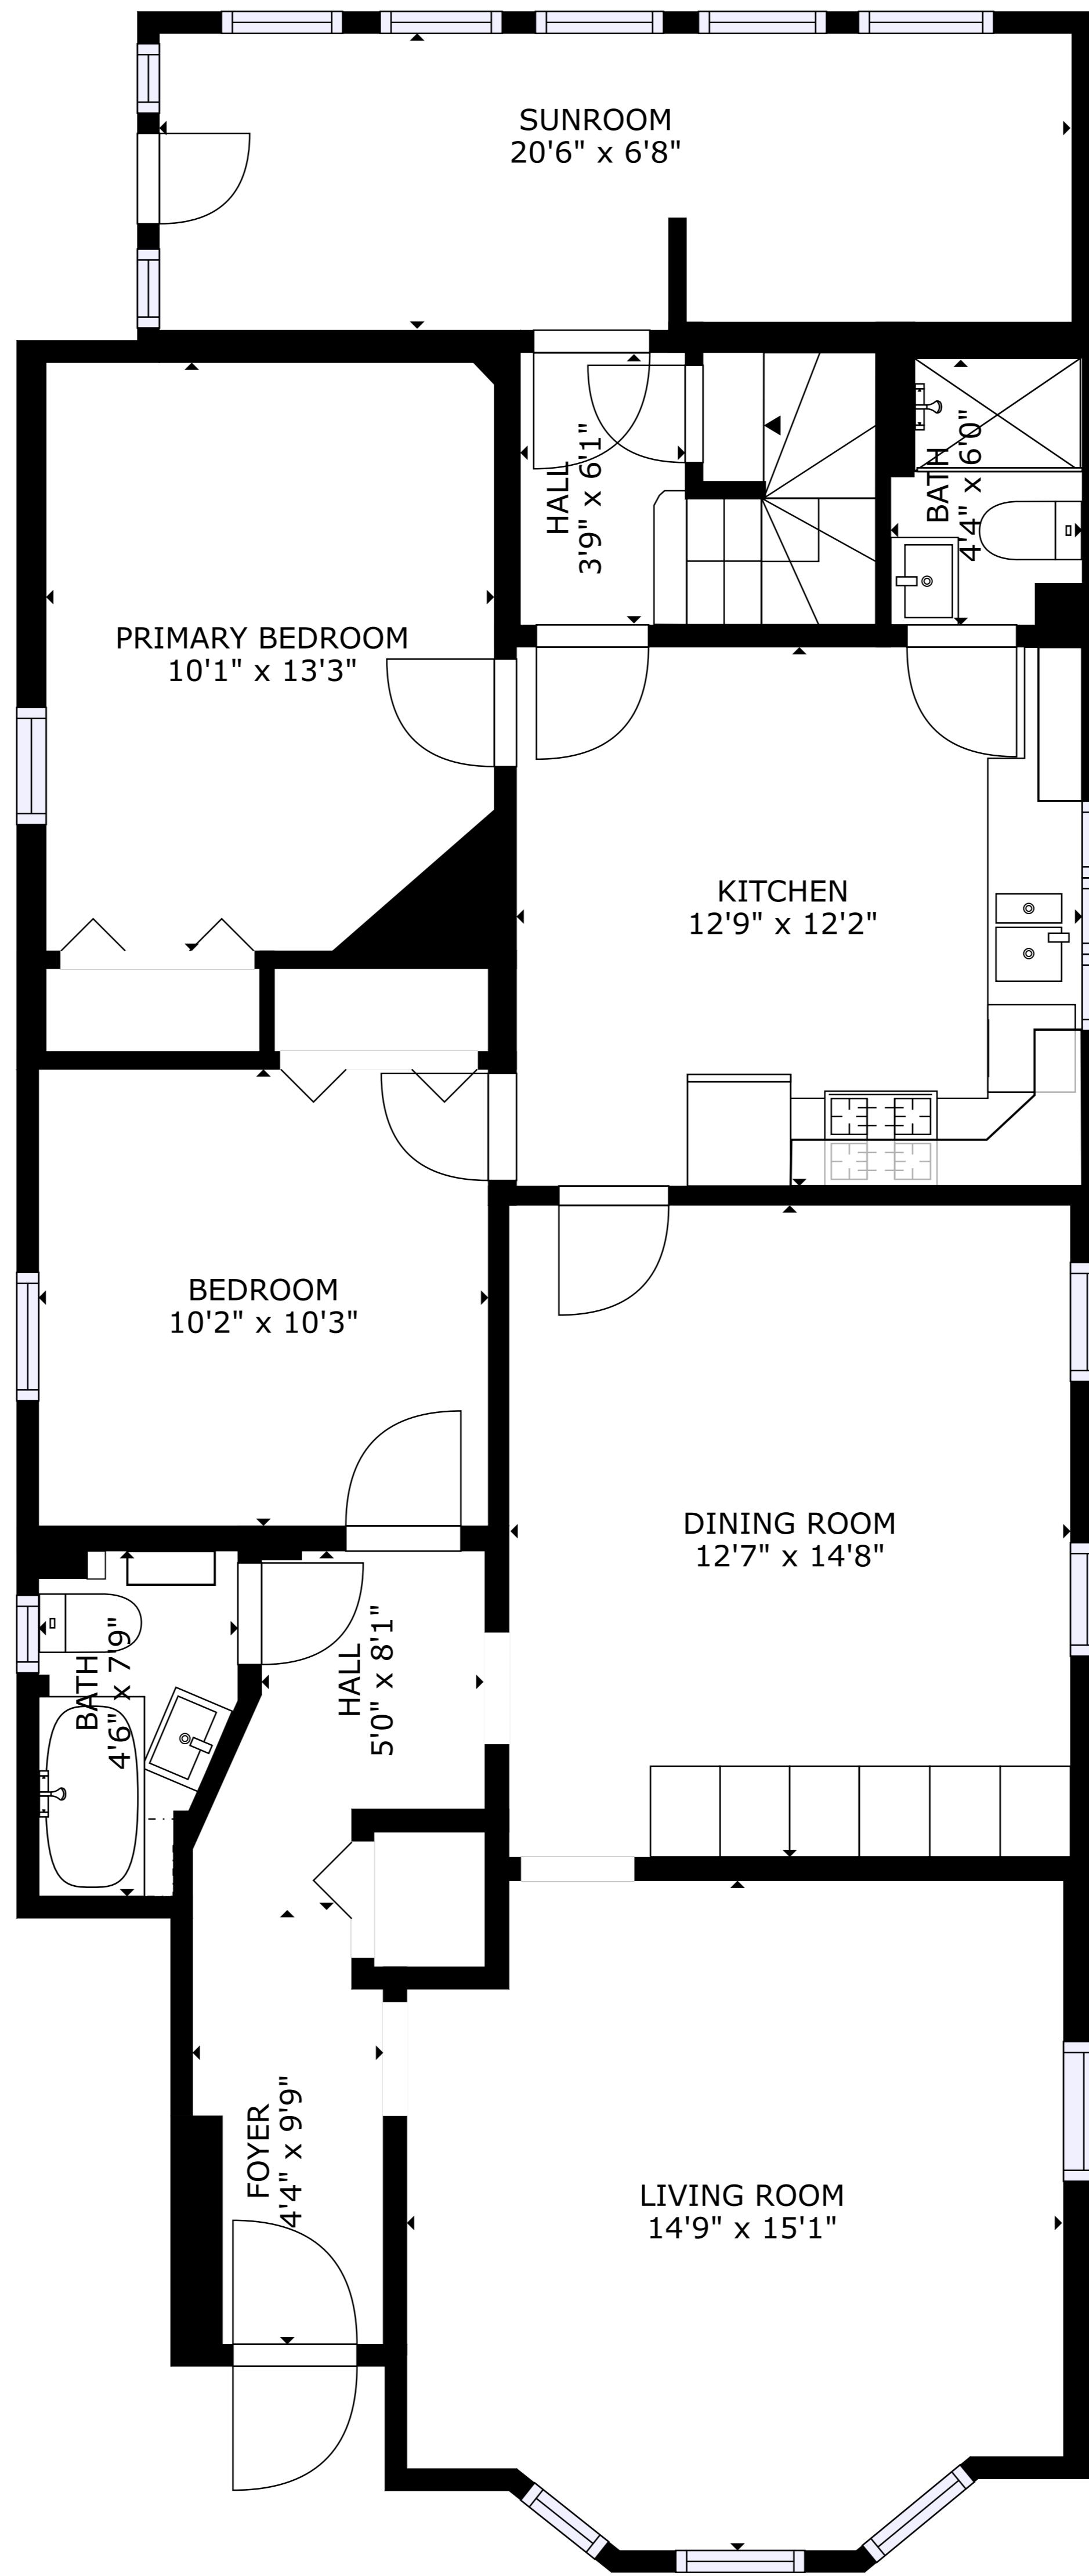 SUNROOM
20'6" x 6'8"
HALL
3'9" x 6'1"
BATH
4'4" x 6'0"
PRIMARY BEDROOM
10'1" x 13'3"
KITCHEN
12'9" x 12'2"
BEDROOM
10'2" x 10'3"
DINING ROOM
12'7" x 14'8"
BATH
4'6" x 7'9"
HALL
5'0" x 8'1"
FOYER
4'4" x 9'9"
LIVING ROOM
14'9" x 15'1"